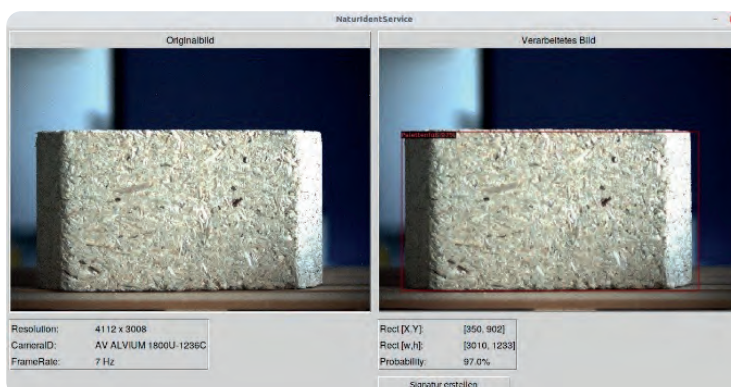 NaturIdentService
Originalbild
Verarbeitetes Bild
Resolution: 4112 x 3008
CameraID: AV ALVIUM 1800U-1236C
FrameRate: 7 Hz
Rect [X,Y]: [350, 902]
Rect [w,h]: [3010, 1233]
Probability: 97.0%
Signatur erstellen